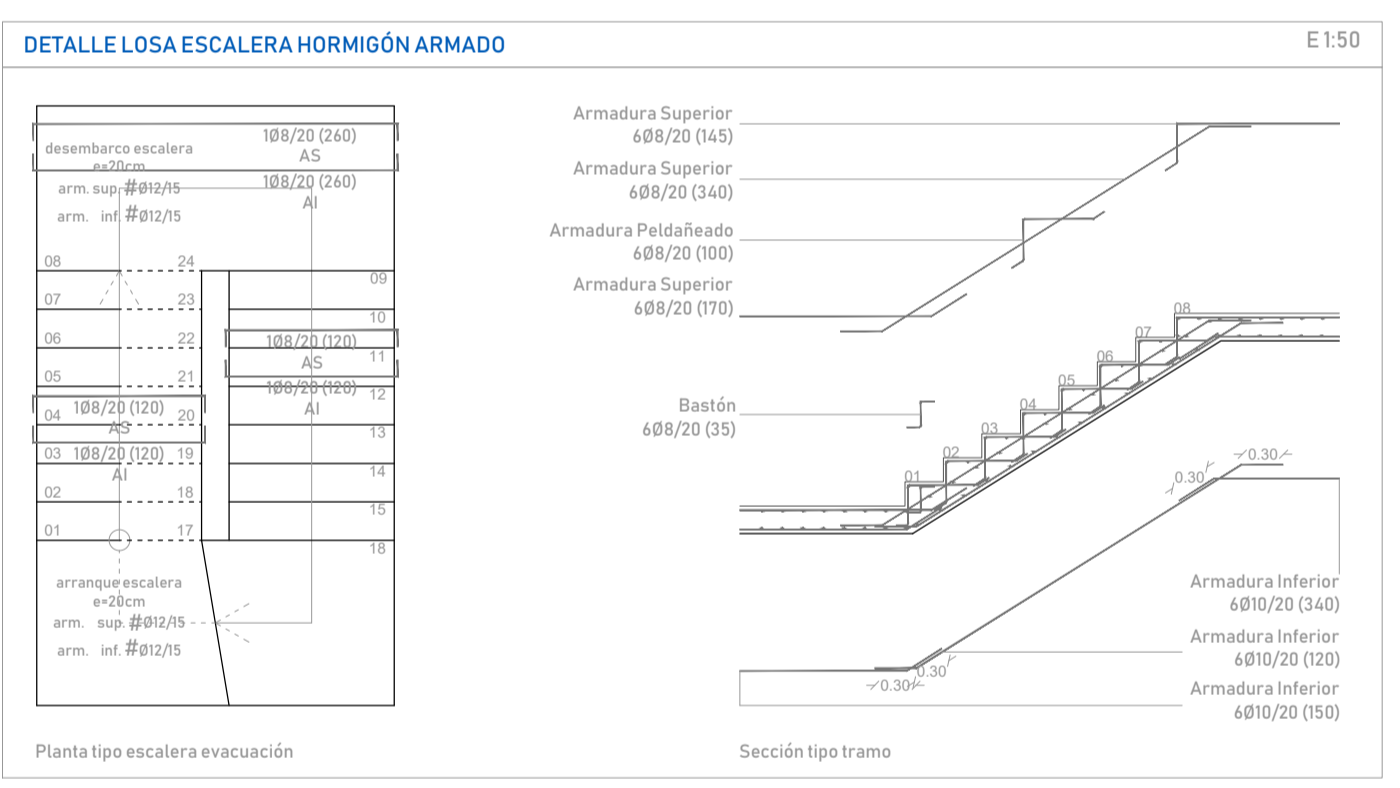 DETALLE LOSA ESCALERA HORMIGÓN ARMADO
E 1:50
desembarco escalera
e=20cm
arm. sup. #Ø12/15
arm. inf. #Ø12/15
1Ø8/20 (260)
AS
1Ø8/20 (260)
AI
08
24
07
23
06
22
05
21
04
1Ø8/20 (120)
20
AS
03
1Ø8/20 (120)
19
AI
02
18
01
17
09
10
1Ø8/20 (120)
11
AS
1Ø8/20 (120)
12
AI
13
14
15
18
arranque escalera
e=20cm
arm. sup. #Ø12/15
arm. inf. #Ø12/15
Planta tipo escalera evacuación
Armadura Superior
6Ø8/20 (145)
Armadura Superior
6Ø8/20 (340)
Armadura Peldañeado
6Ø8/20 (100)
Armadura Superior
6Ø8/20 (170)
Bastón
6Ø8/20 (35)
08
07
06
05
04
03
02
01
0.30
0.30
0.30
0.30
Armadura Inferior
6Ø10/20 (340)
Armadura Inferior
6Ø10/20 (120)
Armadura Inferior
6Ø10/20 (150)
Sección tipo tramo